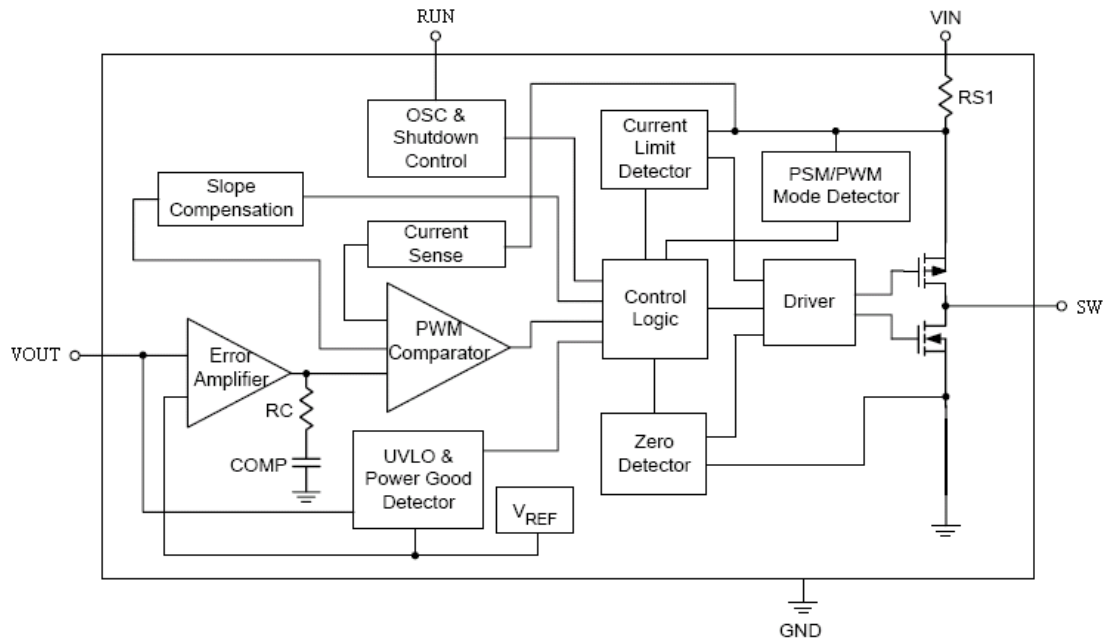 RUN
VIN
OSC &
Shutdown
Control
Current
Limit
Detector
RS1
PSM/PWM
Mode Detector
Slope
Compensation
Current
Sense
Control
Logic
Driver
SW
PWM
Comparator
VOUT
Error
Amplifier
RC
COMP
UVLO &
Power Good
Detector
VREF
Zero
Detector
GND